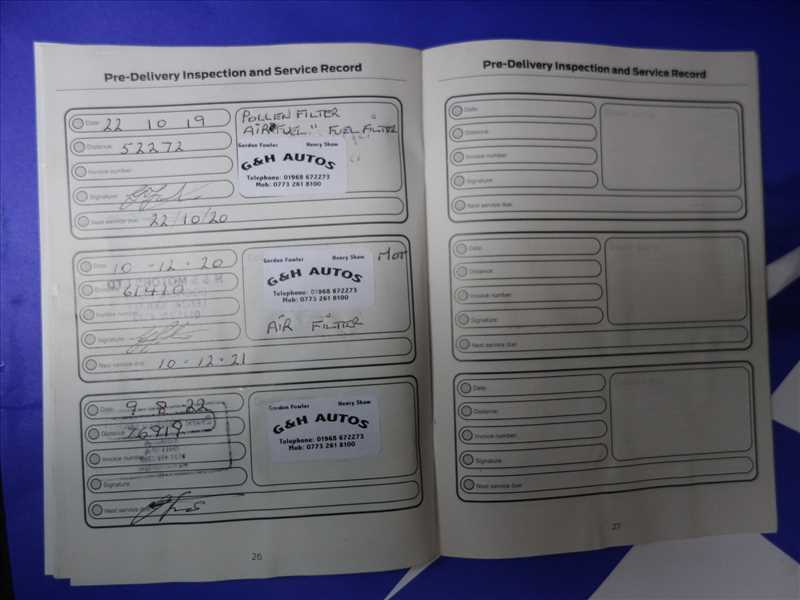 Pre-Delivery Inspection and Service Record
Date: 22 10 19
Distance: 52272
Invoice number:
Signature:
Next service due: 22/10/20
POLLEN FILTER
AIR FUEL " FUEL FILTER
Gordon Fowler Henry Shaw
G&H AUTOS
Telephone: 01968 672273
Mob: 0773 261 8100
Date: 10 - 12 - 20
Distance: 61410
Invoice number:
Signature:
Next service due: 10 - 12 - 21
MOT
Gordon Fowler Henry Shaw
G&H AUTOS
Telephone: 01968 672273
Mob: 0773 261 8100
AIR FILTER
Date: 9 8 22
Distance: 76919
Invoice number:
Signature:
Next service due:
Gordon Fowler Henry Shaw
G&H AUTOS
Telephone: 01968 672273
Mob: 0773 261 8100
26
Pre-Delivery Inspection and Service Record
Date:
Distance:
Invoice number:
Signature:
Next service due:
Date:
Distance:
Invoice number:
Signature:
Next service due:
Date:
Distance:
Invoice number:
Signature:
Next service due:
27